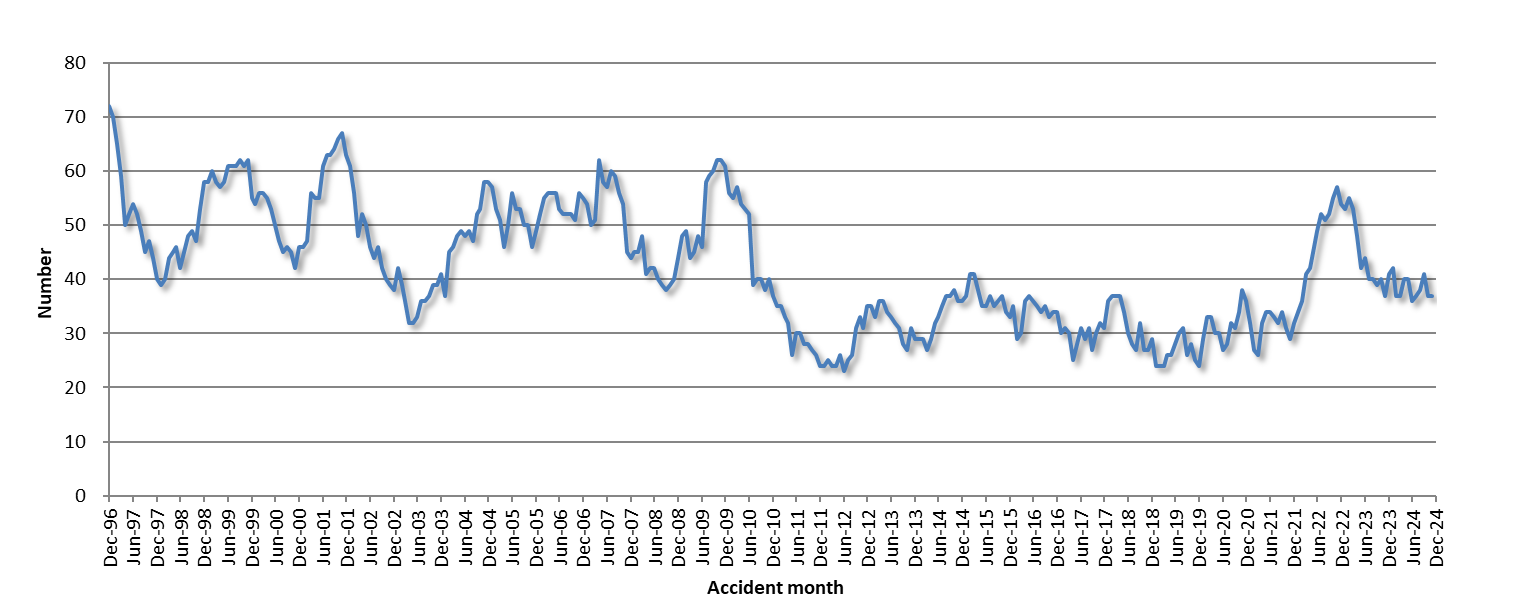 80
70
60
50
40
30
20
10
0
Number
Dec-96
Jun-97
Dec-97
Jun-98
Dec-98
Jun-99
Dec-99
Jun-00
Dec-00
Jun-01
Dec-01
Jun-02
Dec-02
Jun-03
Dec-03
Jun-04
Dec-04
Jun-05
Dec-05
Jun-06
Dec-06
Jun-07
Dec-07
Jun-08
Dec-08
Jun-09
Dec-09
Jun-10
Dec-10
Jun-11
Dec-11
Jun-12
Dec-12
Jun-13
Dec-13
Jun-14
Dec-14
Jun-15
Dec-15
Jun-16
Dec-16
Jun-17
Dec-17
Jun-18
Dec-18
Jun-19
Dec-19
Jun-20
Dec-20
Jun-21
Dec-21
Jun-22
Dec-22
Jun-23
Dec-23
Jun-24
Dec-24
Accident month